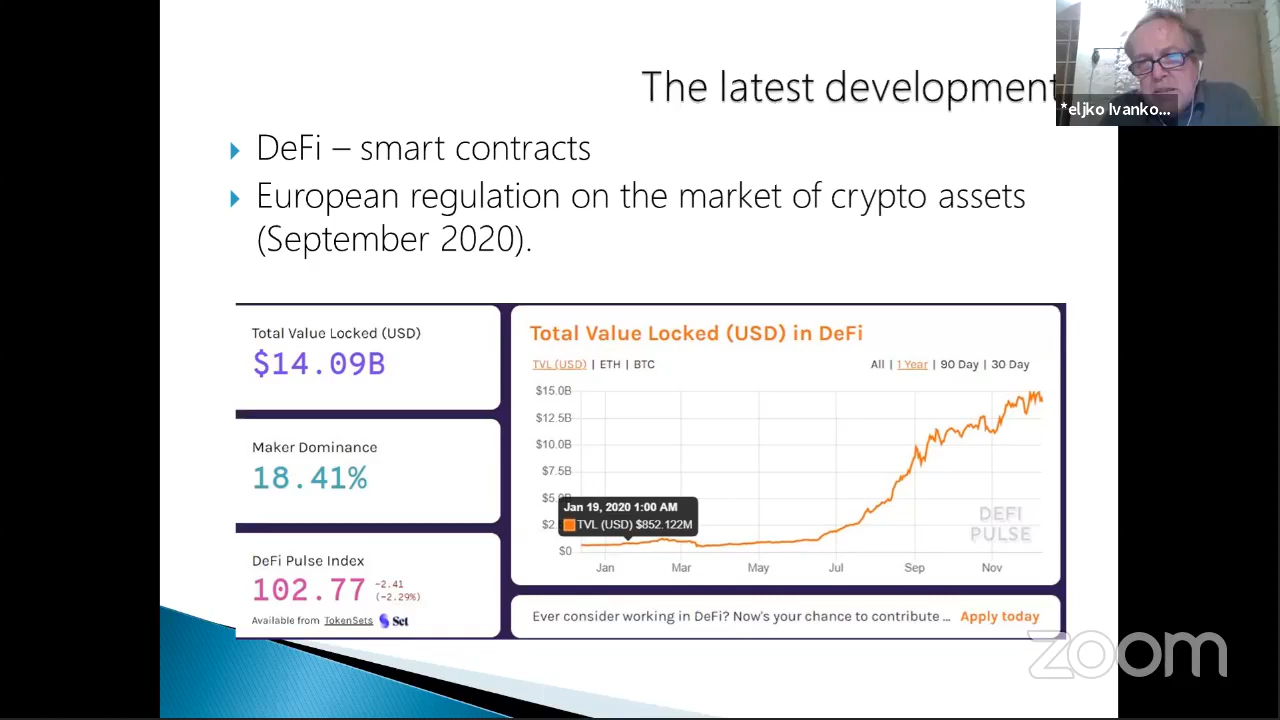 The latest development
*eljko Ivanko...
DeFi – smart contracts
European regulation on the market of crypto assets
(September 2020).
Total Value Locked (USD)
$14.09B
Maker Dominance
18.41%
DeFi Pulse Index
102.77
-2.41
(-2.29%)
Available from TokenSets Set
Total Value Locked (USD) in DeFi
TVL (USD) | ETH | BTC
All | 1 Year | 90 Day | 30 Day
$15.0B
$12.5B
$10.0B
$7.5B
$5.0B
$2.
$0
Jan 19, 2020 1:00 AM
TVL (USD) $852.122M
DEFI
PULSE
Jan Mar May Jul Sep Nov
Ever consider working in DeFi? Now's your chance to contribute ... Apply today
zoom